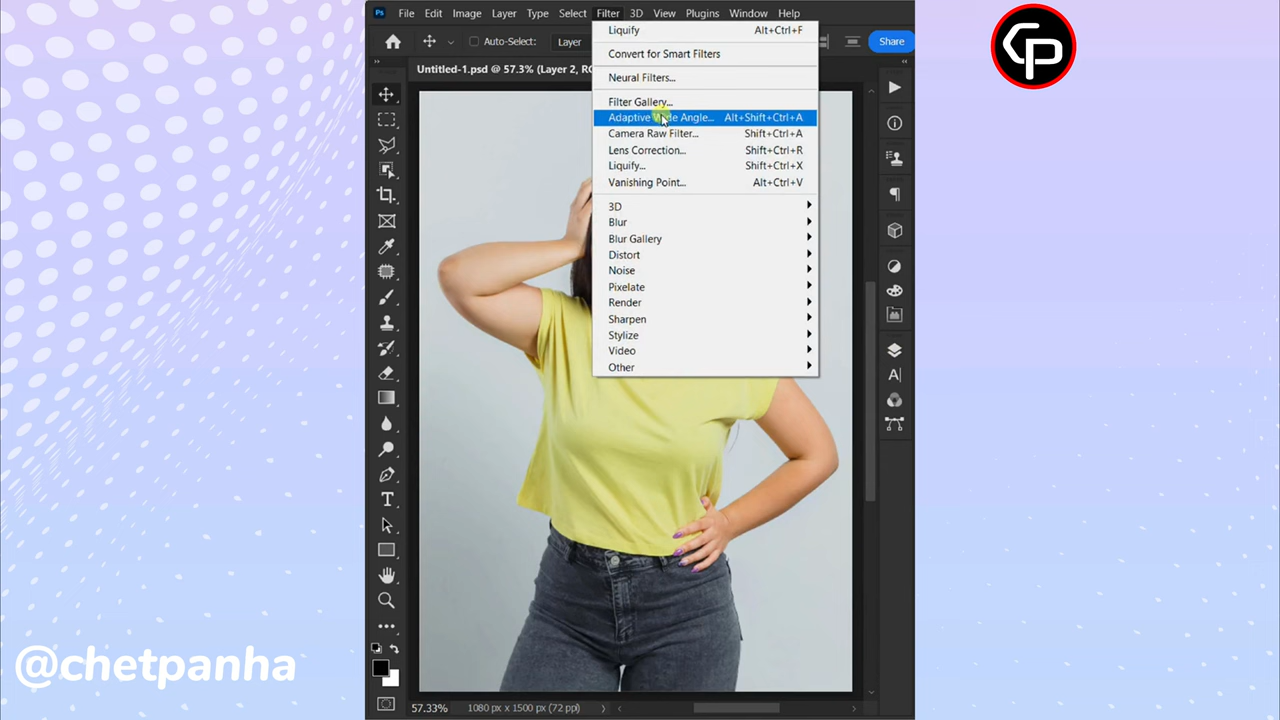 Ps File Edit Image Layer Type Select Filter 3D View Plugins Window Help
Auto-Select: Layer Share
Untitled-1.psd @ 57.3% (Layer 2, R
Liquify Alt+Ctrl+F
Convert for Smart Filters
Neural Filters...
Filter Gallery...
Adaptive Angle... Alt+Shift+Ctrl+A
Camera Raw Filter... Shift+Ctrl+A
Lens Correction... Shift+Ctrl+R
Liquify... Shift+Ctrl+X
Vanishing Point... Alt+Ctrl+V
3D
Blur
Blur Gallery
Distort
Noise
Pixelate
Render
Sharpen
Stylize
Video
Other
57.33% 1080 px x 1500 px (72 ppi)
@chetpanha
CP